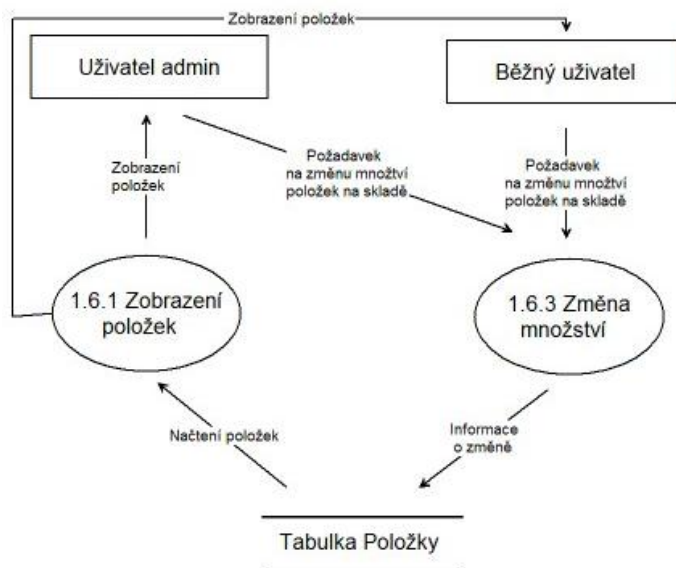 Zobrazení položek
Uživatel admin
Běžný uživatel
Zobrazení
položek
Požadavek
na změnu množtví
položek na skladě
Požadavek
na změnu množtví
položek na skladě
1.6.1 Zobrazení
položek
1.6.3 Změna
množství
Načtení položek
Informace
o změně
Tabulka Položky